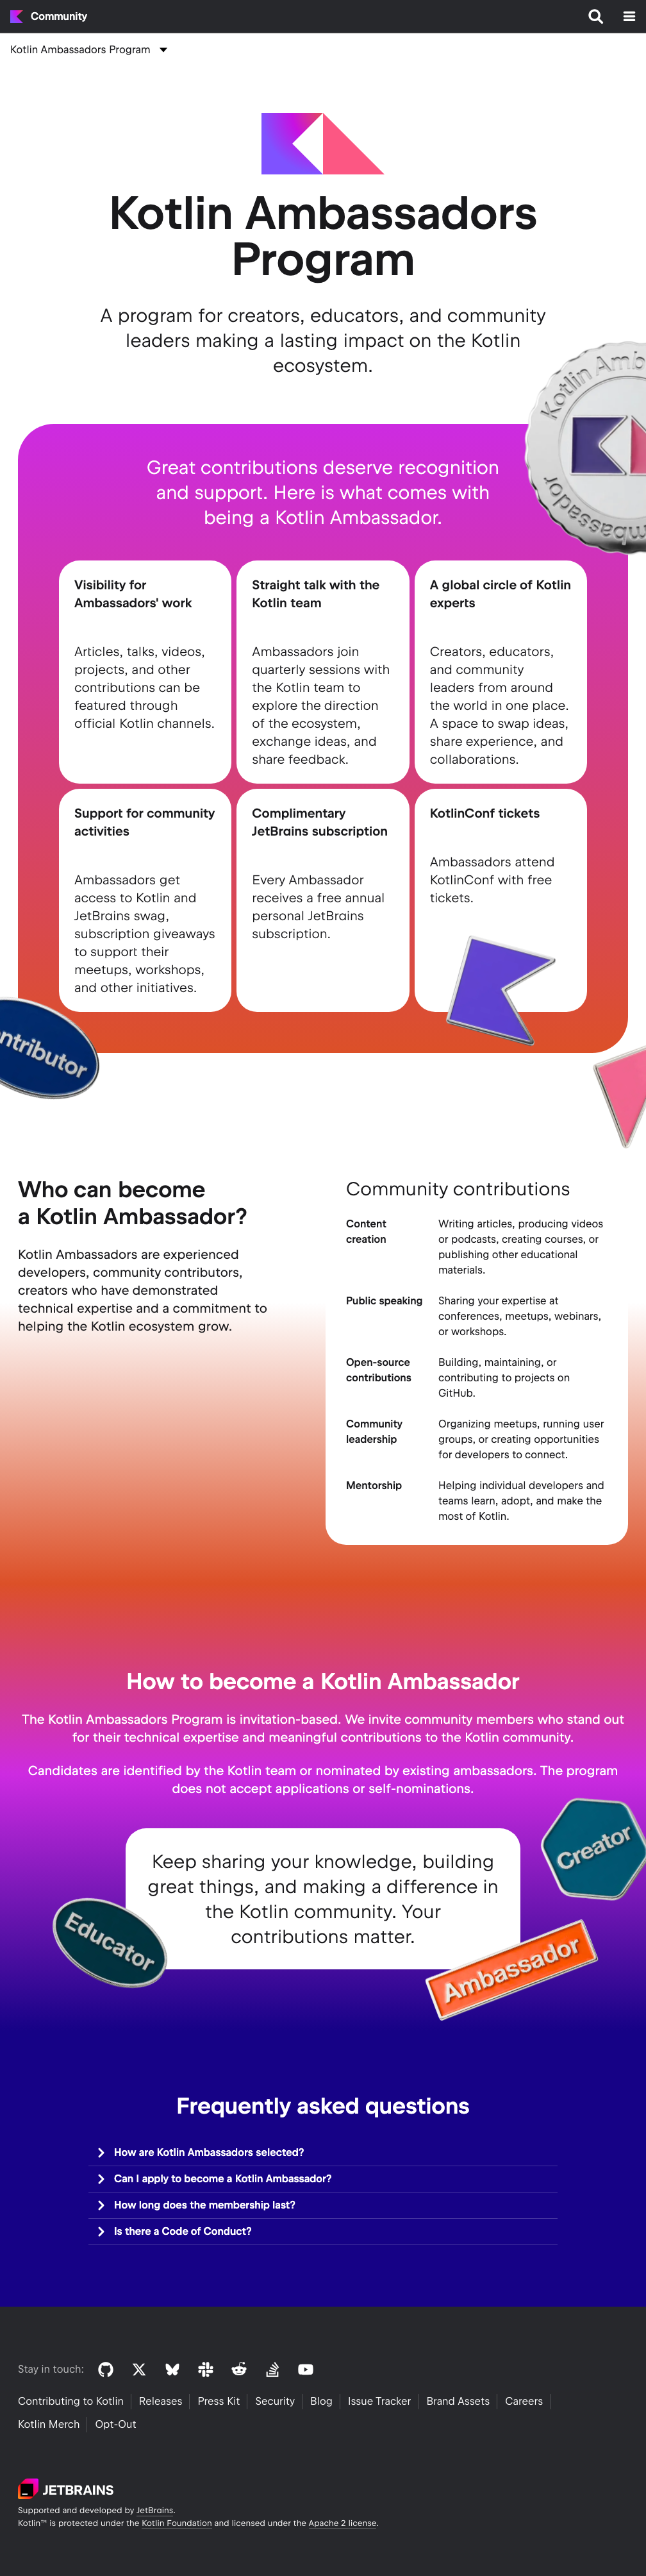 Community
Kotlin Ambassadors Program
Kotlin Ambassadors
Program
A program for creators, educators, and community
leaders making a lasting impact on the Kotlin
ecosystem.
Kotlin Amb
mbassador
Great contributions deserve recognition
and support. Here is what comes with
being a Kotlin Ambassador.
Visibility for
Ambassadors' work
Articles, talks, videos,
projects, and other
contributions can be
featured through
official Kotlin channels.
Straight talk with the
Kotlin team
Ambassadors join
quarterly sessions with
the Kotlin team to
explore the direction
of the ecosystem,
exchange ideas, and
share feedback.
A global circle of Kotlin
experts
Creators, educators,
and community
leaders from around
the world in one place.
A space to swap ideas,
share experience, and
collaborations.
Support for community
activities
Ambassadors get
access to Kotlin and
JetBrains swag,
subscription giveaways
to support their
meetups, workshops,
and other initiatives.
Complimentary
JetBrains subscription
Every Ambassador
receives a free annual
personal JetBrains
subscription.
KotlinConf tickets
Ambassadors attend
KotlinConf with free
tickets.
ntributor
Who can become
a Kotlin Ambassador?
Kotlin Ambassadors are experienced
developers, community contributors,
creators who have demonstrated
technical expertise and a commitment to
helping the Kotlin ecosystem grow.
Community contributions
Content
creation
Writing articles, producing videos
or podcasts, creating courses, or
publishing other educational
materials.
Public speaking
Sharing your expertise at
conferences, meetups, webinars,
or workshops.
Open-source
contributions
Building, maintaining, or
contributing to projects on
GitHub.
Community
leadership
Organizing meetups, running user
groups, or creating opportunities
for developers to connect.
Mentorship
Helping individual developers and
teams learn, adopt, and make the
most of Kotlin.
How to become a Kotlin Ambassador
The Kotlin Ambassadors Program is invitation-based. We invite community members who stand out
for their technical expertise and meaningful contributions to the Kotlin community.
Candidates are identified by the Kotlin team or nominated by existing ambassadors. The program
does not accept applications or self-nominations.
Creator
Keep sharing your knowledge, building
great things, and making a difference in
the Kotlin community. Your
contributions matter.
Educator
Ambassador
Frequently asked questions
How are Kotlin Ambassadors selected?
Can I apply to become a Kotlin Ambassador?
How long does the membership last?
Is there a Code of Conduct?
Stay in touch:
Contributing to Kotlin Releases Press Kit Security Blog Issue Tracker Brand Assets Careers
Kotlin Merch Opt-Out
JETBRAINS
Supported and developed by JetBrains.
Kotlin™ is protected under the Kotlin Foundation and licensed under the Apache 2 license.